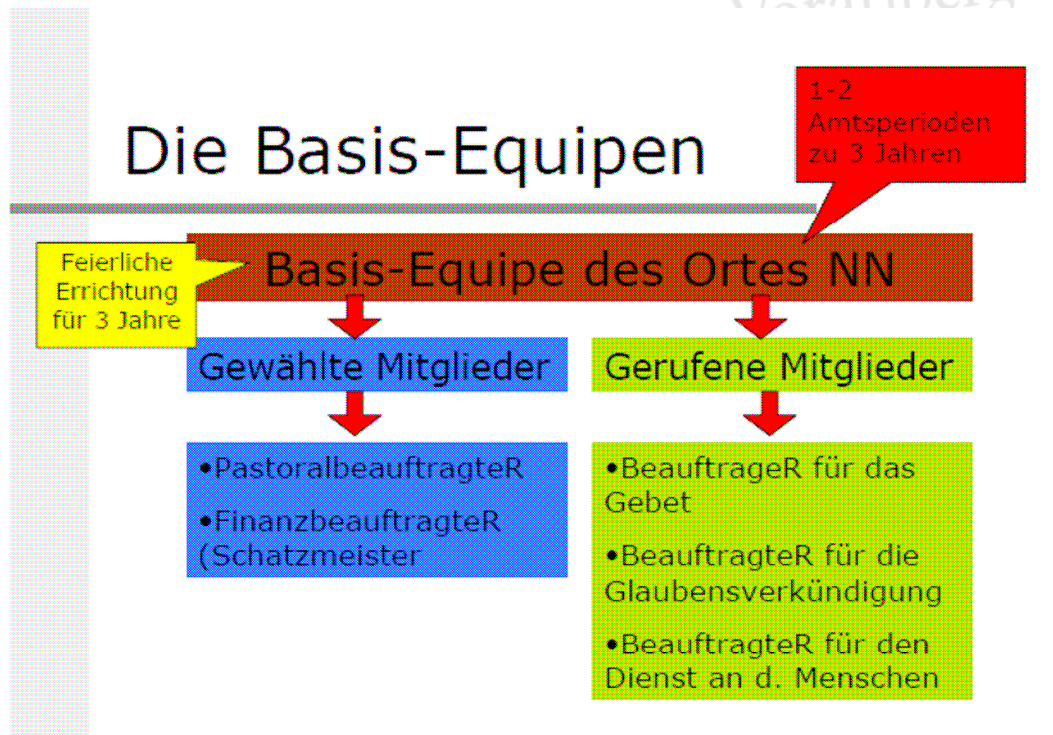 Die Basis-Equipen
1-2
Amtsperioden
zu 3 Jahren
Feierliche
Errichtung
für 3 Jahre
Basis-Equipe des Ortes NN
Gewählte Mitglieder
Gerufene Mitglieder
•PastoralbeauftragteR
•FinanzbeauftragteR
(Schatzmeister
•BeauftrageR für das
Gebet
•BeauftragteR für die
Glaubensverkündigung
•BeauftragteR für den
Dienst an d. Menschen